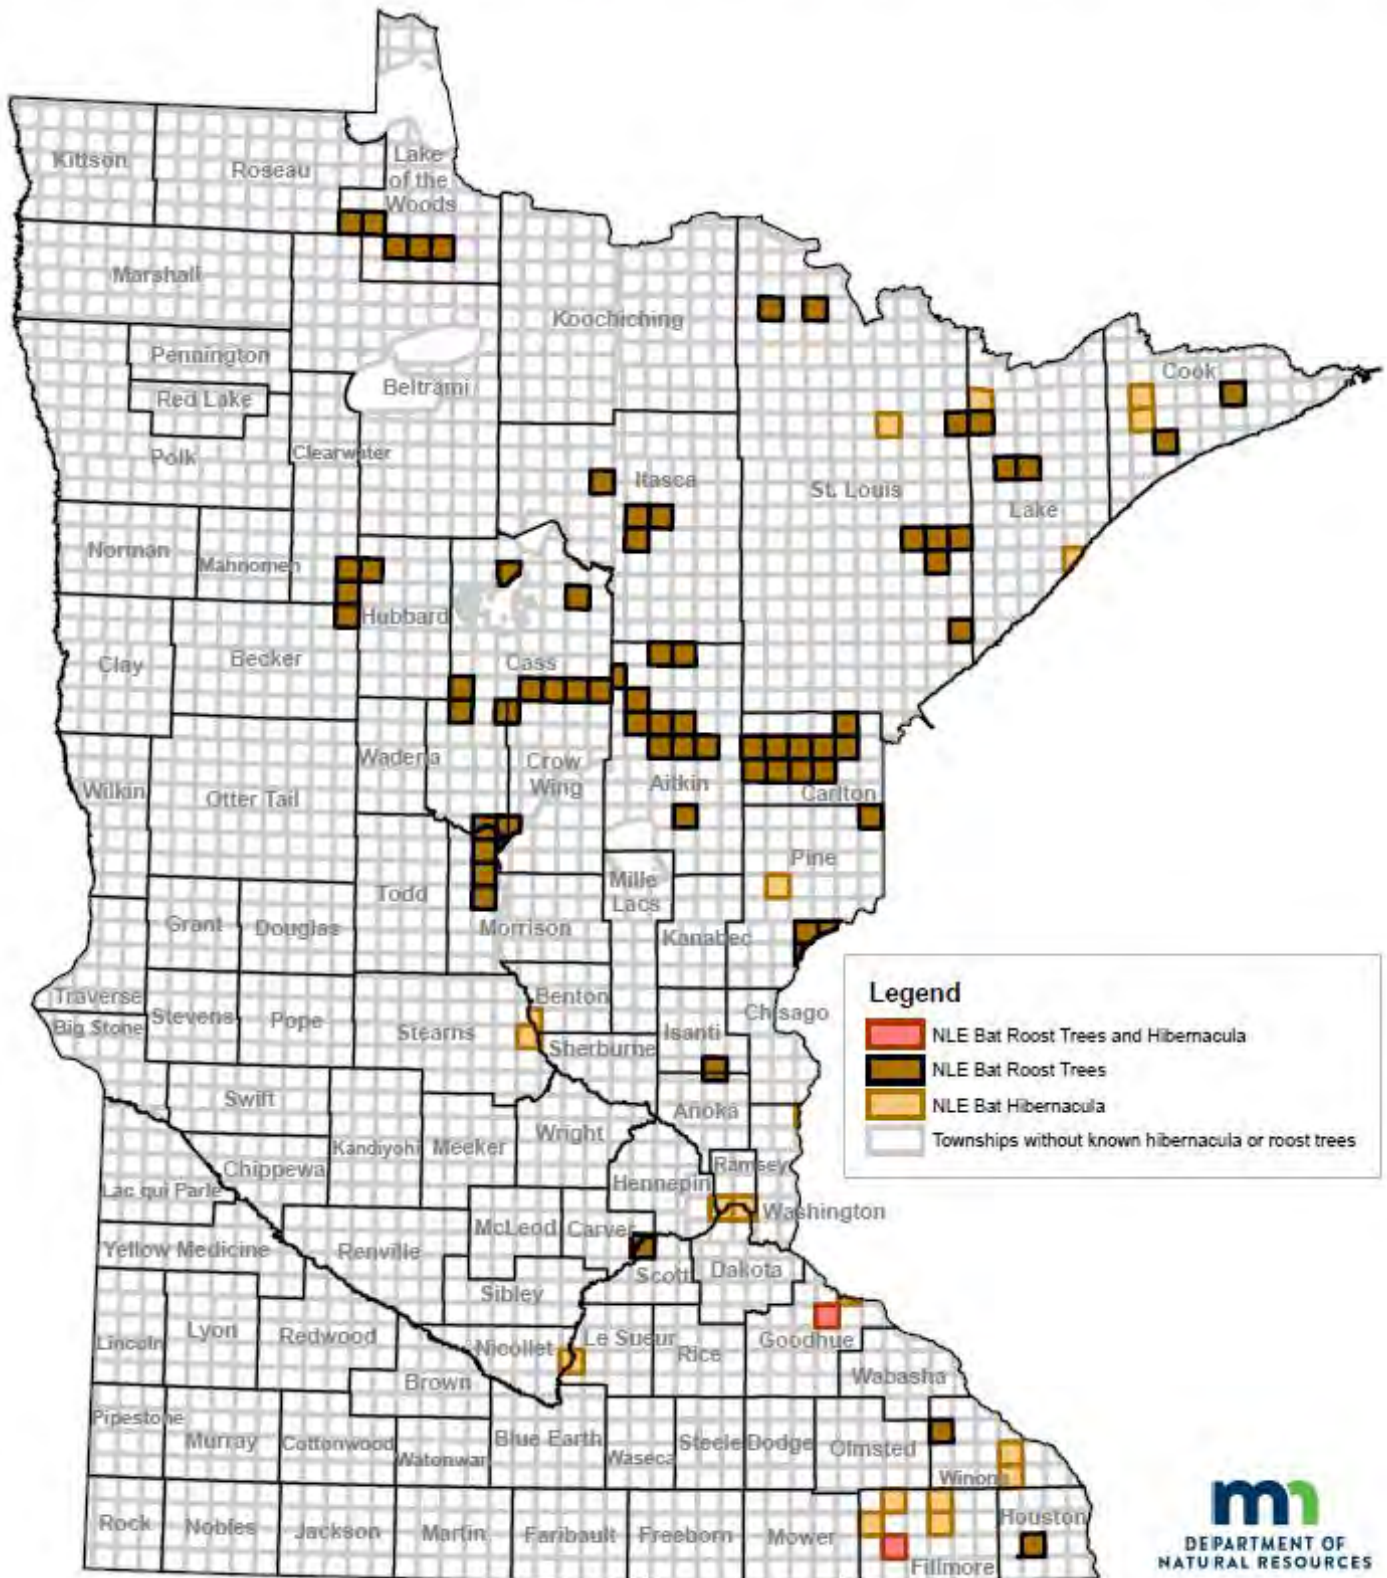 Kittson
Roseau
Lake
of the
Woods
Marshall
Koochiching
Pennington
Red Lake
Beltrami
Cook
Polk
Clearwater
Itasca
St. Louis
Lake
Norman
Mahnomen
Hubbard
Clay
Becker
Cass
Wadena
Crow
Wing
Aitkin
Carlton
Wilkin
Otter Tail
Pine
Todd
Mille
Lacs
Grant
Douglas
Morrison
Kanabec
Traverse
Big Stone
Stevens
Pope
Stearns
Benton
Sherburne
Isanti
Chisago
Swift
Anoka
Kandiyohi
Meeker
Wright
Chippewa
Lac qui Parle
Hennepin
Ramsey
Washington
Yellow Medicine
Renville
McLeod
Carver
Scott
Dakota
Sibley
Lincoln
Lyon
Redwood
Nicollet
Le Sueur
Rice
Goodhue
Brown
Wabasha
Pipestone
Murray
Cottonwood
Watonwan
Blue Earth
Waseca
Steele
Dodge
Olmsted
Winona
Rock
Nobles
Jackson
Martin
Faribault
Freeborn
Mower
Fillmore
Houston
Legend
NLE Bat Roost Trees and Hibernacula
NLE Bat Roost Trees
NLE Bat Hibernacula
Townships without known hibernacula or roost trees
mn
DEPARTMENT OF
NATURAL RESOURCES